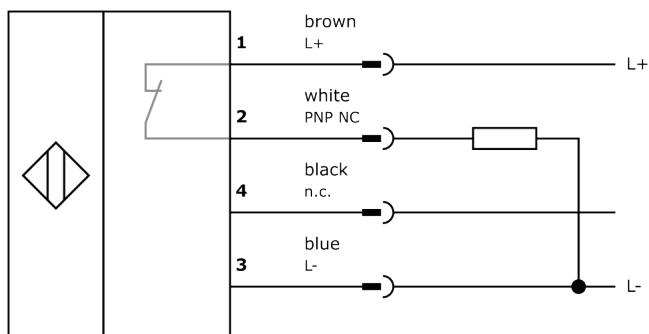 brown
1 L+ L+
white
2 PNP NC
black
4 n.c.
blue
3 L- L-